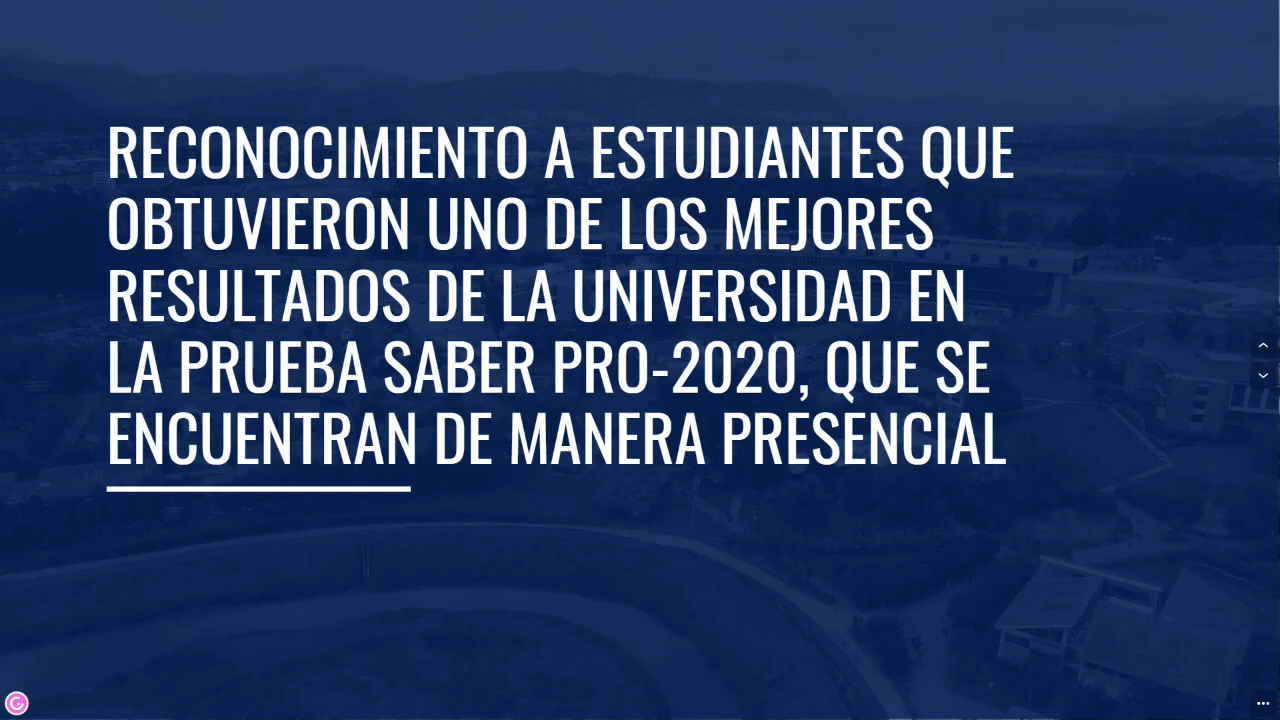 RECONOCIMIENTO A ESTUDIANTES QUE
OBTUVIERON UNO DE LOS MEJORES
RESULTADOS DE LA UNIVERSIDAD EN
LA PRUEBA SABER PRO-2020, QUE SE
ENCUENTRAN DE MANERA PRESENCIAL